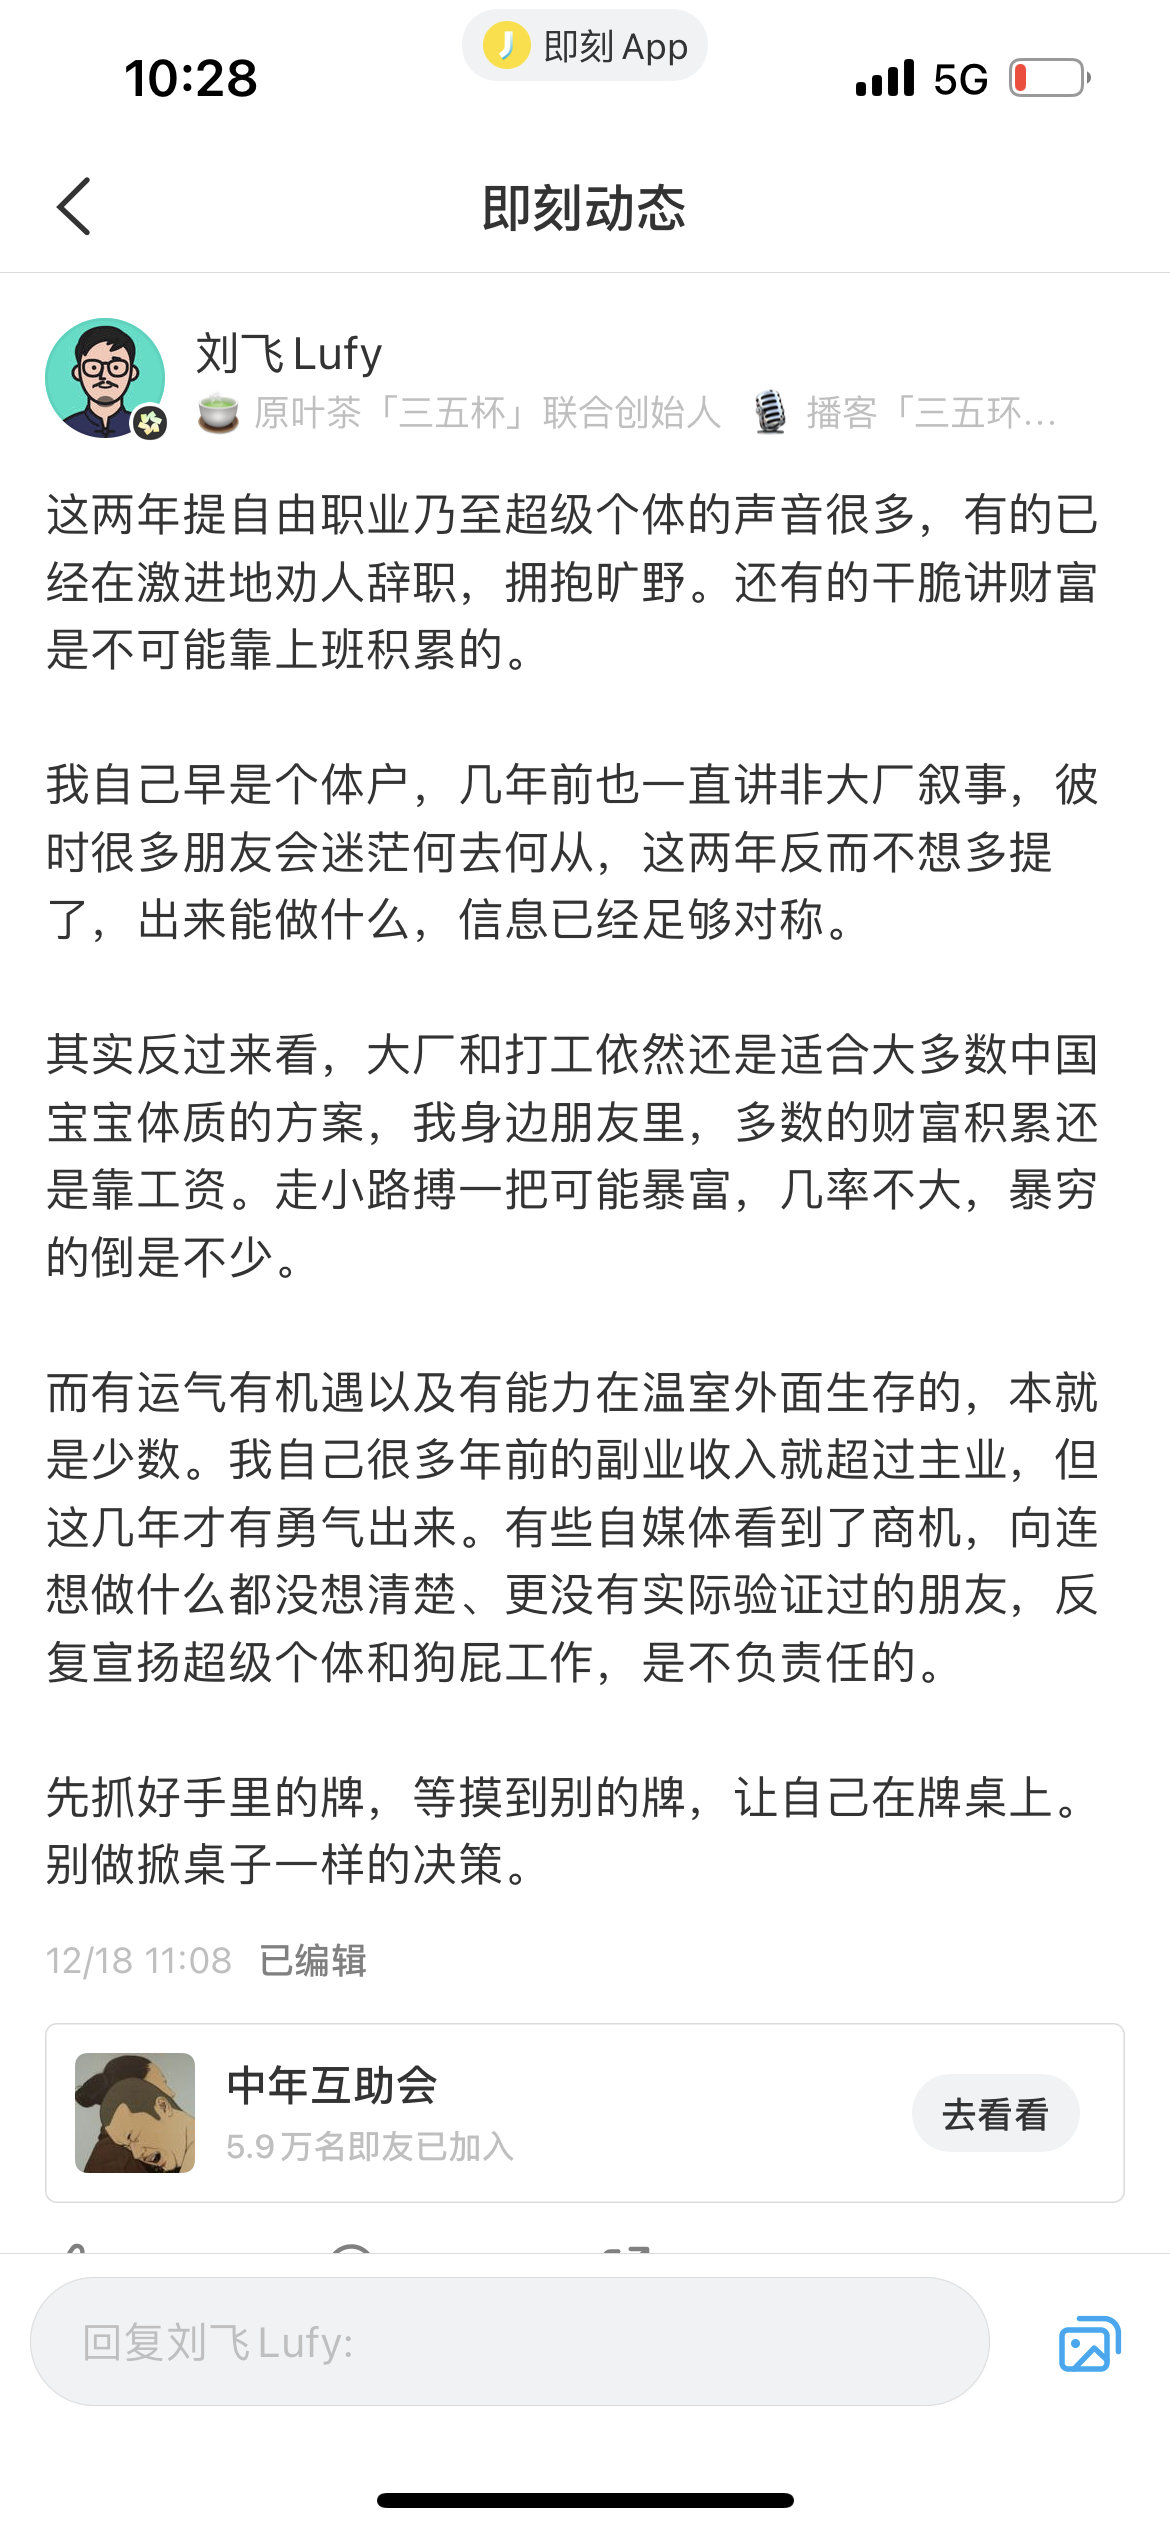 即刻 App
10:28
5G
即刻动态
刘飞 Lufy
原叶茶「三五杯」联合创始人 播客「三五环…
这两年提自由职业乃至超级个体的声音很多，有的已
经在激进地劝人辞职，拥抱旷野。还有的干脆讲财富
是不可能靠上班积累的。
我自己早是个体户，几年前也一直讲非大厂叙事，彼
时很多朋友会迷茫何去何从，这两年反而不想多提
了，出来能做什么，信息已经足够对称。
其实反过来看，大厂和打工依然还是适合大多数中国
宝宝体质的方案，我身边朋友里，多数的财富积累还
是靠工资。走小路搏一把可能暴富，几率不大，暴穷
的倒是不少。
而有运气有机遇以及有能力在温室外面生存的，本就
是少数。我自己很多年前的副业收入就超过主业，但
这几年才有勇气出来。有些自媒体看到了商机，向连
想做什么都没想清楚、更没有实际验证过的朋友，反
复宣扬超级个体和狗屁工作，是不负责任的。
先抓好手里的牌，等摸到别的牌，让自己在牌桌上。
别做掀桌子一样的决策。
12/18 11:08 已编辑
中年互助会
5.9 万名即友已加入
去看看
回复刘飞 Lufy: